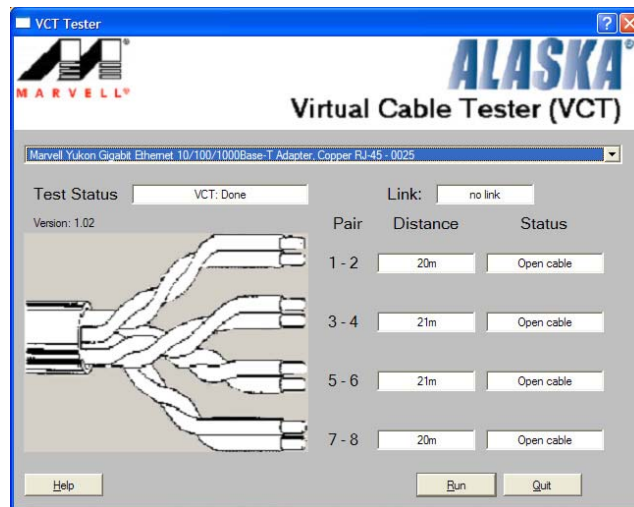 VCT Tester
MARVELL®
ALASKA®
Virtual Cable Tester (VCT)
Marvell Yukon Gigabit Ethernet 10/100/1000Base-T Adapter, Copper RJ-45 - 0025
Test Status VCT: Done Link: no link
Version: 1.02 Pair Distance Status
1 - 2 20m Open cable
3 - 4 21m Open cable
5 - 6 21m Open cable
7 - 8 20m Open cable
Help Run Quit